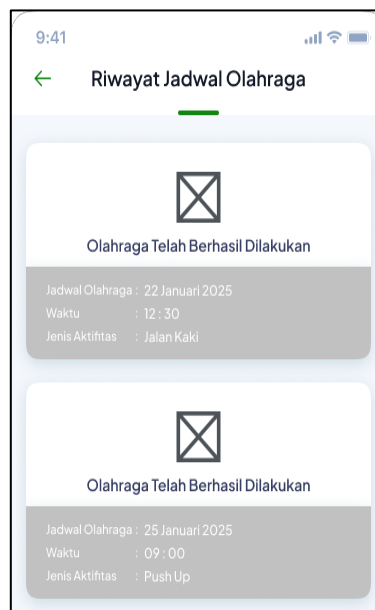 9:41
Riwayat Jadwal Olahraga
Olahraga Telah Berhasil Dilakukan
Jadwal Olahraga : 22 Januari 2025
Waktu : 12 : 30
Jenis Aktifitas : Jalan Kaki
Olahraga Telah Berhasil Dilakukan
Jadwal Olahraga : 25 Januari 2025
Waktu : 09 : 00
Jenis Aktifitas : Push Up